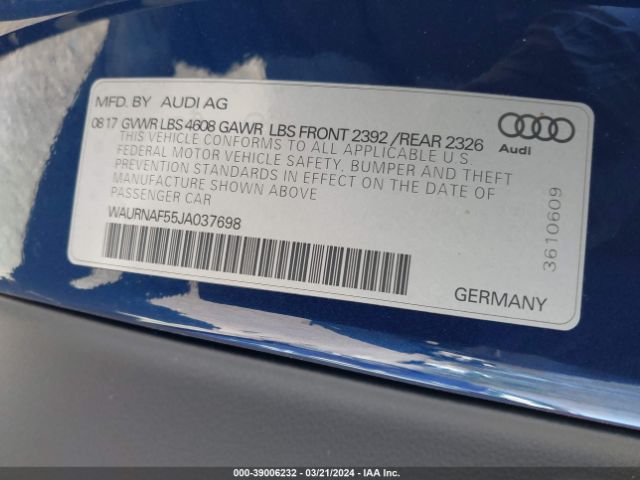 MFD. BY AUDI AG
08 17 GVWR LBS 4608 GAWR LBS FRONT 2392 /REAR 2326
THIS VEHICLE CONFORMS TO ALL APPLICABLE U.S.
FEDERAL MOTOR VEHICLE SAFETY, BUMPER AND THEFT
PREVENTION STANDARDS IN EFFECT ON THE DATE OF
MANUFACTURE SHOWN ABOVE
PASSENGER CAR
WAURNAF55JA037698
Audi
3610609
GERMANY
000-39006232 - 03/21/2024 - IAA Inc.